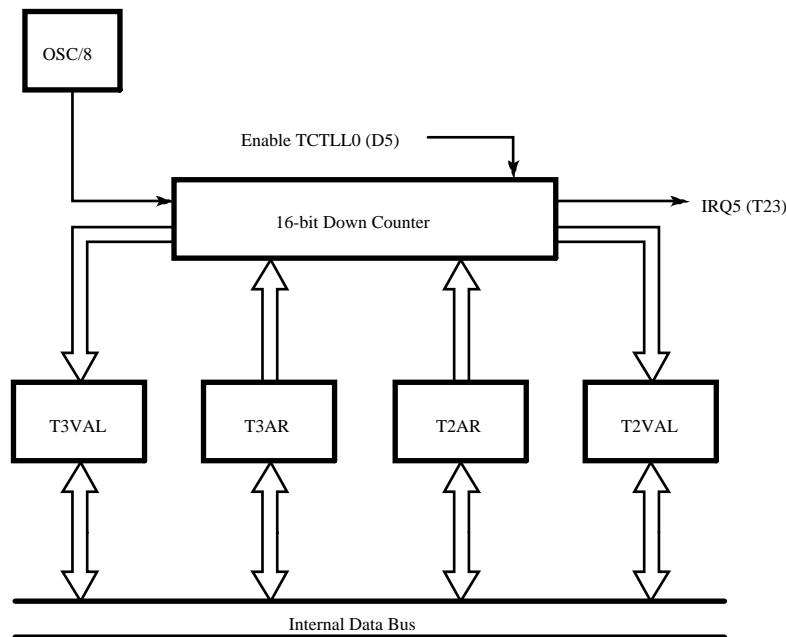 OSC/8
Enable TCTLL0 (D5)
16-bit Down Counter
IRQ5 (T23)
T3VAL
T3AR
T2AR
T2VAL
Internal Data Bus